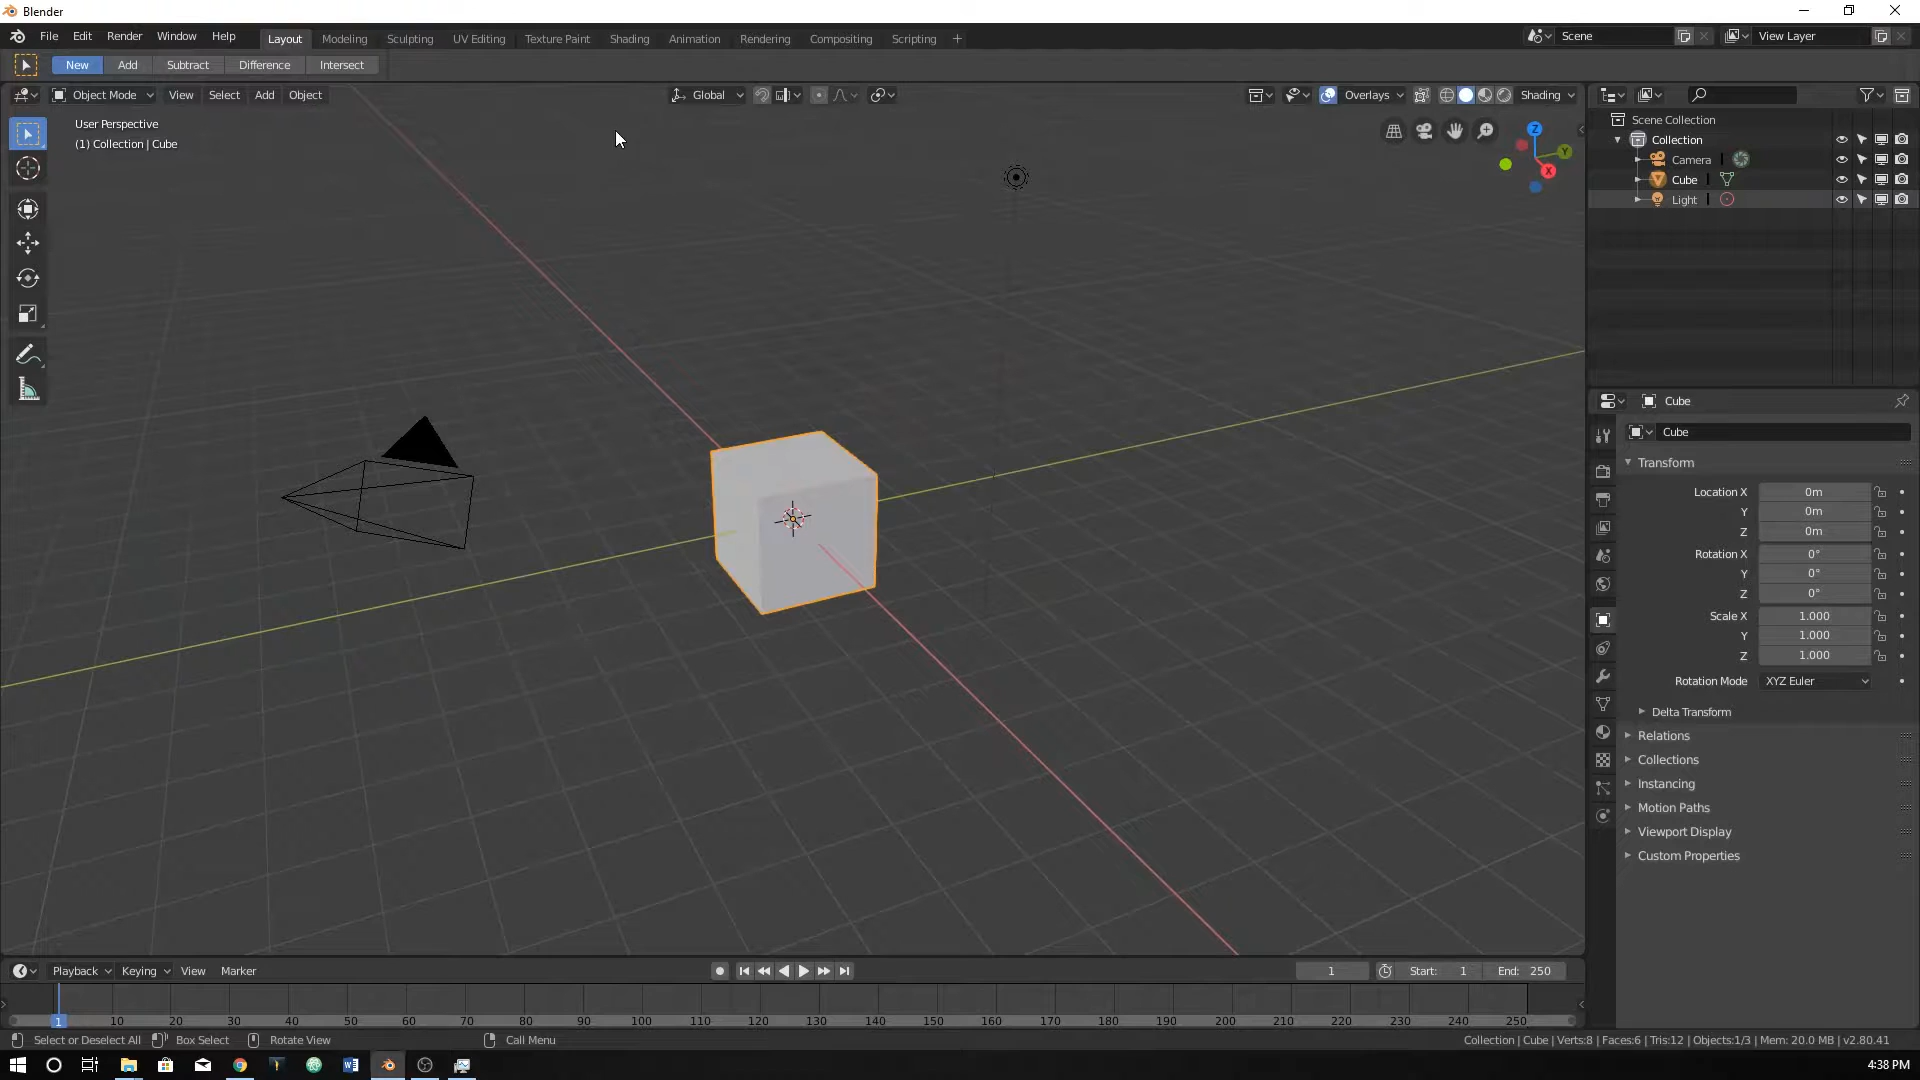 Blender
File Edit Render Window Help Layout Modeling Sculpting UV Editing Texture Paint Shading Animation Rendering Compositing Scripting + Scene View Layer
New Add Subtract Difference Intersect
Object Mode View Select Add Object Global Overlays Shading
User Perspective
(1) Collection | Cube
Z
Y
X
Scene Collection
Collection
Camera
Cube
Light
Cube
Cube
Transform
Location X 0m
Y 0m
Z 0m
Rotation X 0°
Y 0°
Z 0°
Scale X 1.000
Y 1.000
Z 1.000
Rotation Mode XYZ Euler
Delta Transform
Relations
Collections
Instancing
Motion Paths
Viewport Display
Custom Properties
Playback Keying View Marker 1 Start: 1 End: 250
1 10 20 30 40 50 60 70 80 90 100 110 120 130 140 150 160 170 180 190 200 210 220 230 240 250
Select or Deselect All Box Select Rotate View Call Menu Collection | Cube | Verts:8 | Faces:6 | Tris:12 | Objects:1/3 | Mem: 20.0 MB | v2.80.41
4:38 PM